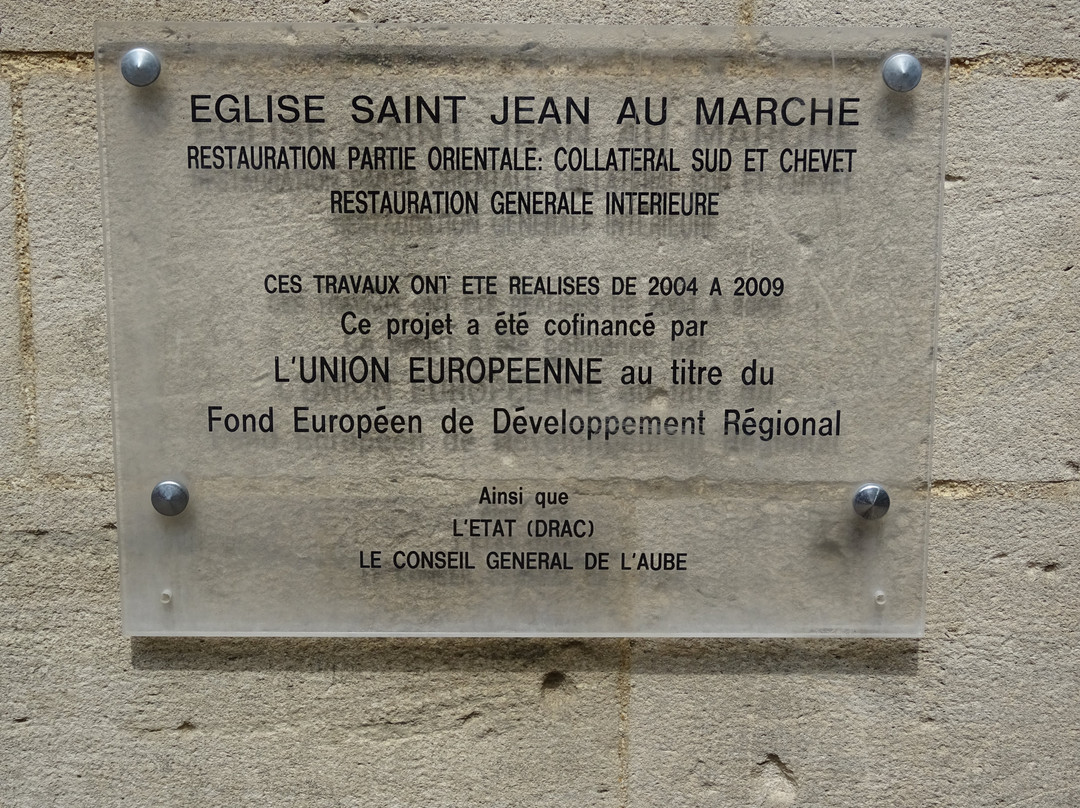 EGLISE SAINT JEAN AU MARCHE
RESTAURATION PARTIE ORIENTALE: COLLATERAL SUD ET CHEVET
RESTAURATION GENERALE INTERIEURE
CES TRAVAUX ONT ETE REALISES DE 2004 A 2009
Ce projet a été cofinancé par
L'UNION EUROPEENNE au titre du
Fond Européen de Développement Régional
Ainsi que
L'ETAT (DRAC)
LE CONSEIL GENERAL DE L'AUBE